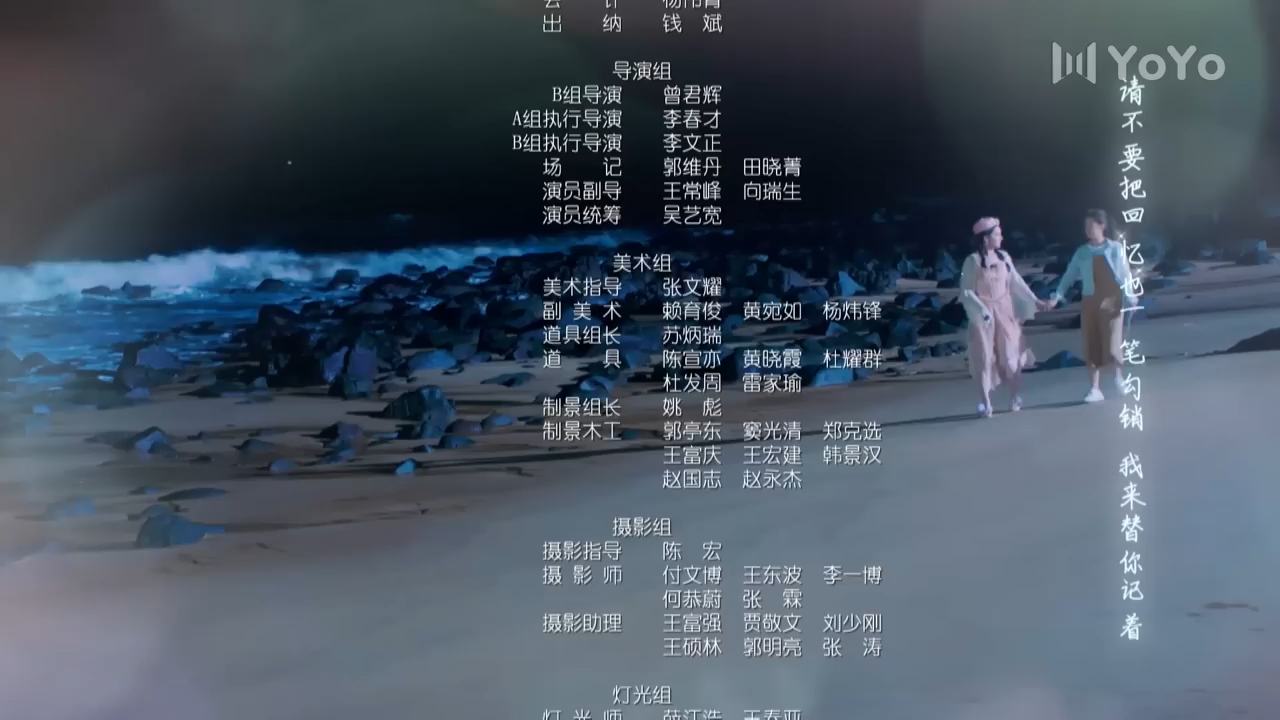 出 纳 钱 斌
导演组
B组导演 曾君辉
A组执行导演 李春才
B组执行导演 李文正
场 记 郭维丹 田晓菁
演员副导 王常峰 向瑞生
演员统筹 吴艺宽
美术组
美术指导 张文耀
副 美 术 赖育俊 黄宛如 杨炜锋
道具组长 苏炳瑞
道 具 陈宣亦 黄晓霞 杜耀群
杜发周 雷家瑜
制景组长 姚 彪
制景木工 郭亭东 窦光清 郑克选
王富庆 王宏建 韩景汉
赵国志 赵永杰
摄影组
摄影指导 陈 宏
摄 影 师 付文博 王东波 李一博
何恭蔚 张 霖
摄影助理 王富强 贾敬文 刘少刚
王硕林 郭明亮 张 涛
灯光组
YoYo
请不要把回忆也一笔勾销 我来替你记着